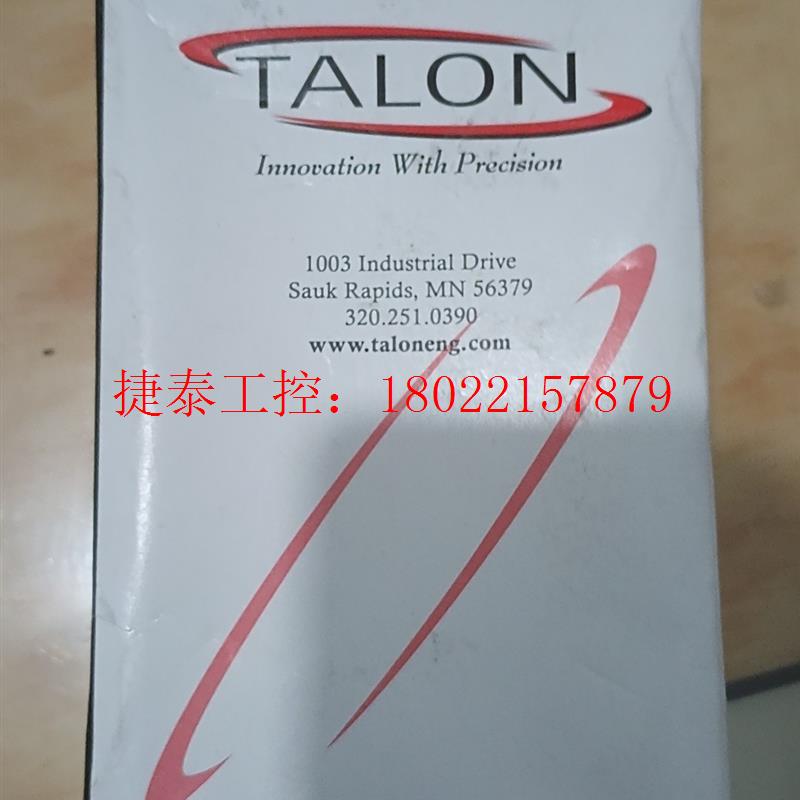 TALON
Innovation With Precision
1003 Industrial Drive
Sauk Rapids, MN 56379
320.251.0390
www.taloneng.com
捷泰工控：18022157879